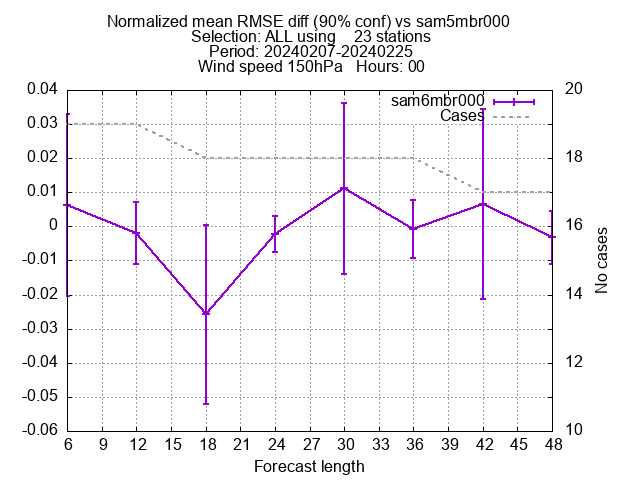 Normalized mean RMSE diff (90% conf) vs sam5mbr000
Selection: ALL using    23 stations
Period: 20240207-20240225
Wind speed 150hPa   Hours: 00
sam6mbr000
Cases
0.04
0.03
0.02
0.01
0
-0.01
-0.02
-0.03
-0.04
-0.05
-0.06
20
18
16
14
12
10
No cases
6 9 12 15 18 21 24 27 30 33 36 39 42 45 48
Forecast length